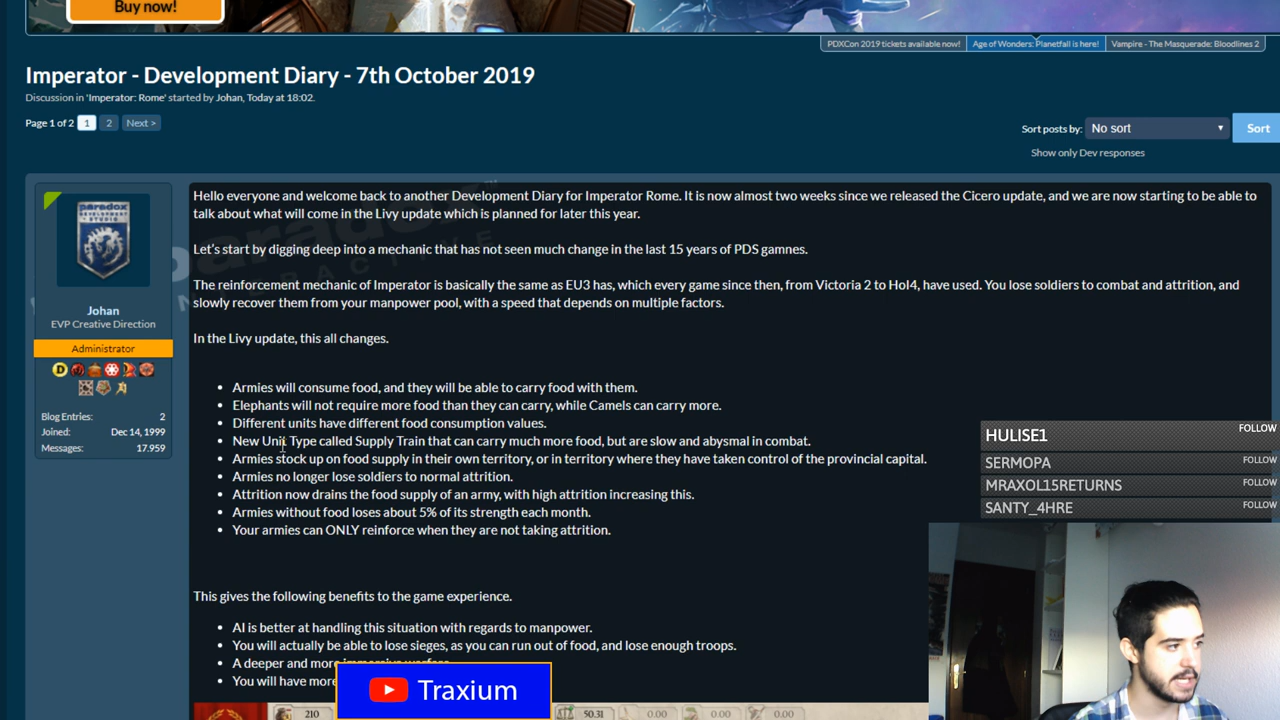 Buy now!
PDXCon 2019 tickets available now!
Age of Wonders: Planetfall is here!
Vampire - The Masquerade: Bloodlines 2
Imperator - Development Diary - 7th October 2019
Discussion in 'Imperator: Rome' started by Johan, Today at 18:02.
Page 1 of 2 1 2 Next >
Sort posts by: No sort Sort
Show only Dev responses
Hello everyone and welcome back to another Development Diary for Imperator Rome. It is now almost two weeks since we released the Cicero update, and we are now starting to be able to
talk about what will come in the Livy update which is planned for later this year.
Let's start by digging deep into a mechanic that has not seen much change in the last 15 years of PDS gamnes.
The reinforcement mechanic of Imperator is basically the same as EU3 has, which every game since then, from Victoria 2 to HoI4, have used. You lose soldiers to combat and attrition, and
slowly recover them from your manpower pool, with a speed that depends on multiple factors.
In the Livy update, this all changes.
• Armies will consume food, and they will be able to carry food with them.
• Elephants will not require more food than they can carry, while Camels can carry more.
• Different units have different food consumption values.
• New Unit Type called Supply Train that can carry much more food, but are slow and abysmal in combat.
• Armies stock up on food supply in their own territory, or in territory where they have taken control of the provincial capital.
• Armies no longer lose soldiers to normal attrition.
• Attrition now drains the food supply of an army, with high attrition increasing this.
• Armies without food loses about 5% of its strength each month.
• Your armies can ONLY reinforce when they are not taking attrition.
This gives the following benefits to the game experience.
• AI is better at handling this situation with regards to manpower.
• You will actually be able to lose sieges, as you can run out of food, and lose enough troops.
• A deeper and more immersive warfare.
• You will have more
210 50.31 0.00 0.00 0.00
paradox
DEVELOPMENT
STUDIO
Johan
EVP Creative Direction
Administrator
Blog Entries: 2
Joined: Dec 14, 1999
Messages: 17.959
HULISE1 FOLLOW
SERMOPA FOLLOW
MRAXOL15RETURNS FOLLOW
SANTY_4HRE FOLLOW
Traxium